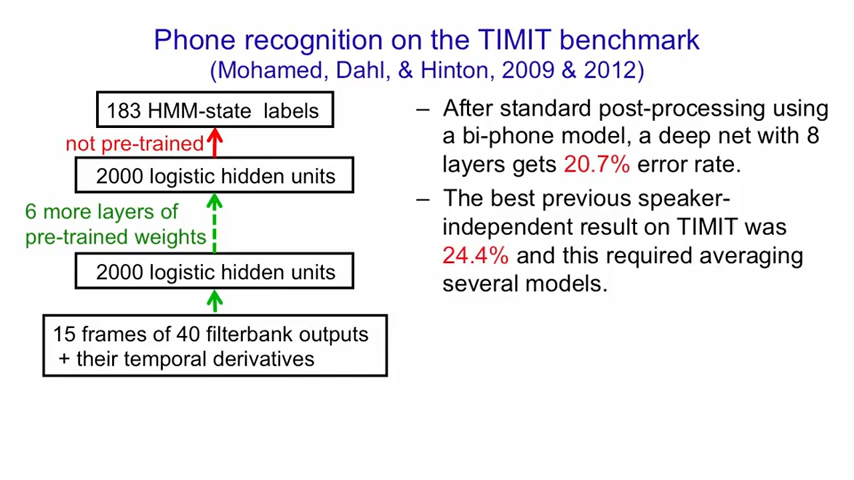 Phone recognition on the TIMIT benchmark
(Mohamed, Dahl, & Hinton, 2009 & 2012)
183 HMM-state labels
not pre-trained
2000 logistic hidden units
6 more layers of
pre-trained weights
2000 logistic hidden units
15 frames of 40 filterbank outputs
+ their temporal derivatives
– After standard post-processing using
a bi-phone model, a deep net with 8
layers gets 20.7% error rate.
– The best previous speaker-
independent result on TIMIT was
24.4% and this required averaging
several models.